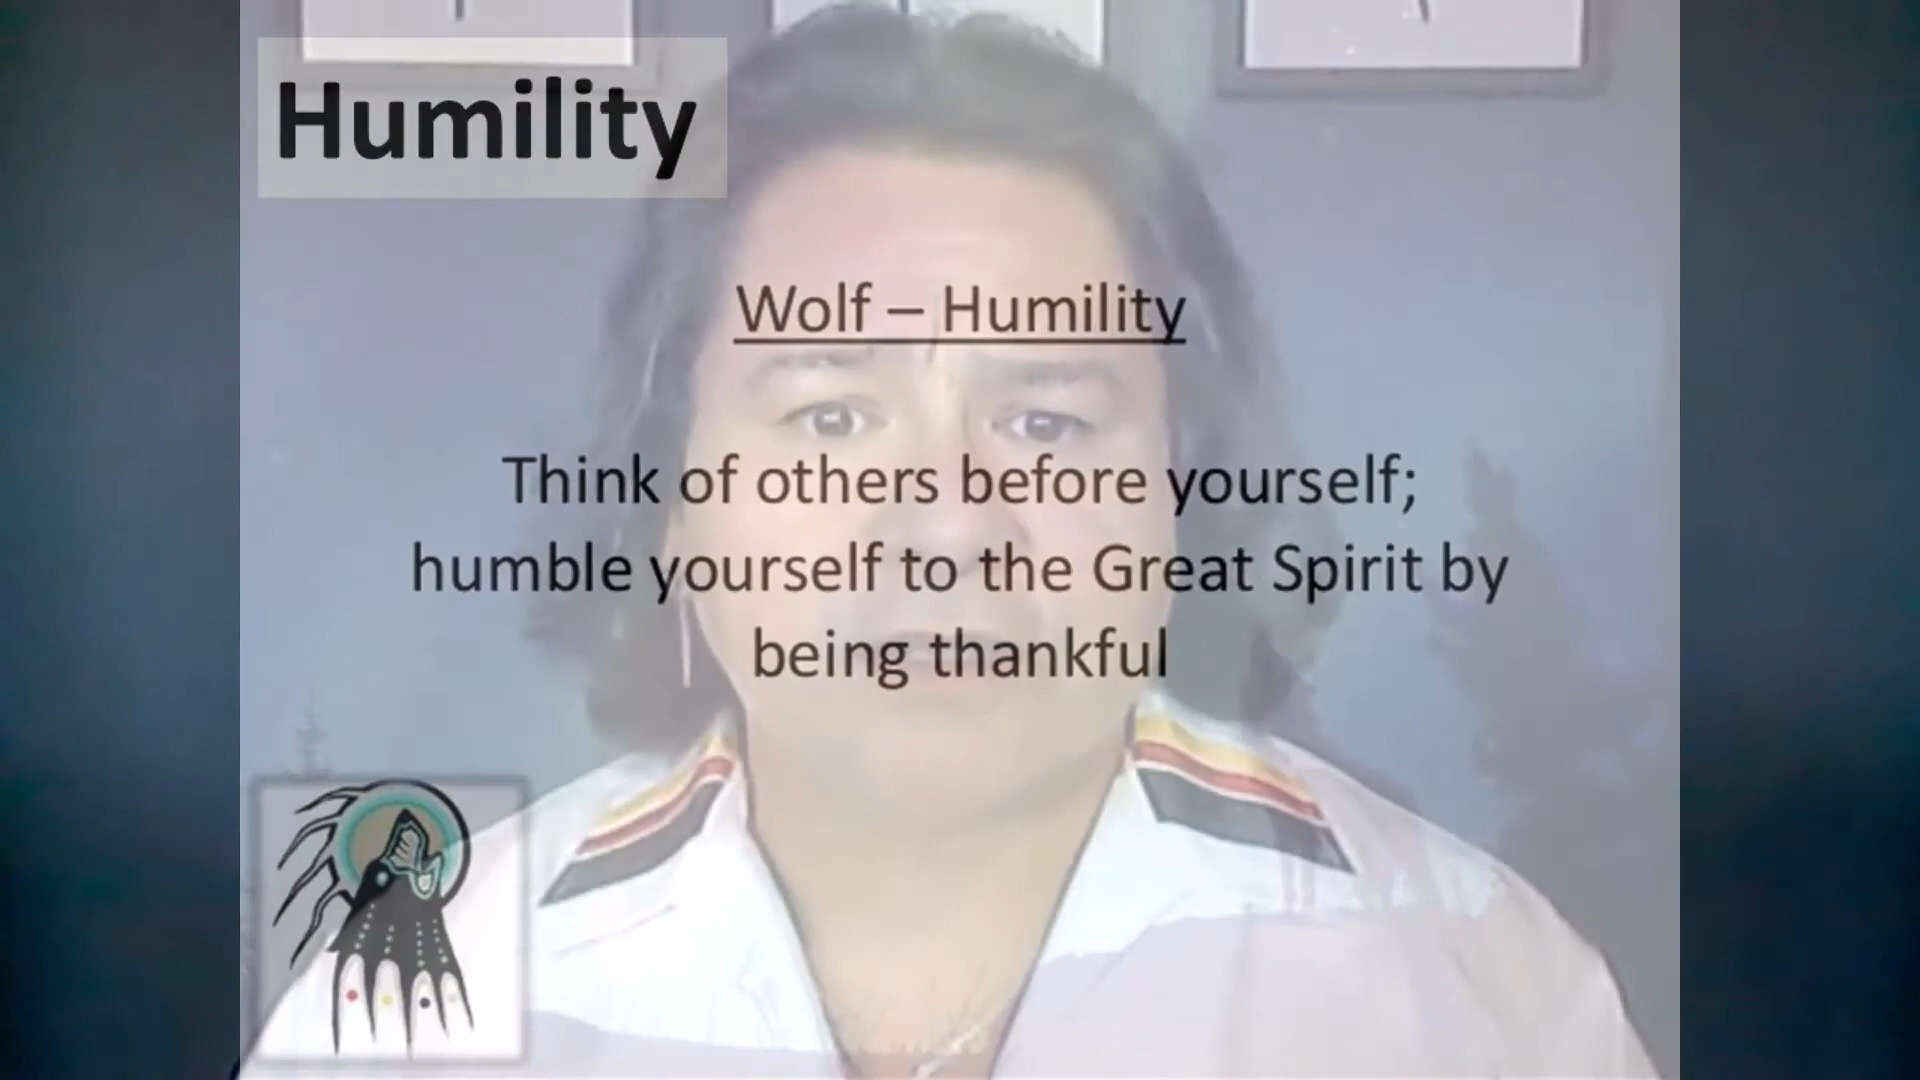 Humility
Wolf – Humility
Think of others before yourself;
humble yourself to the Great Spirit by
being thankful